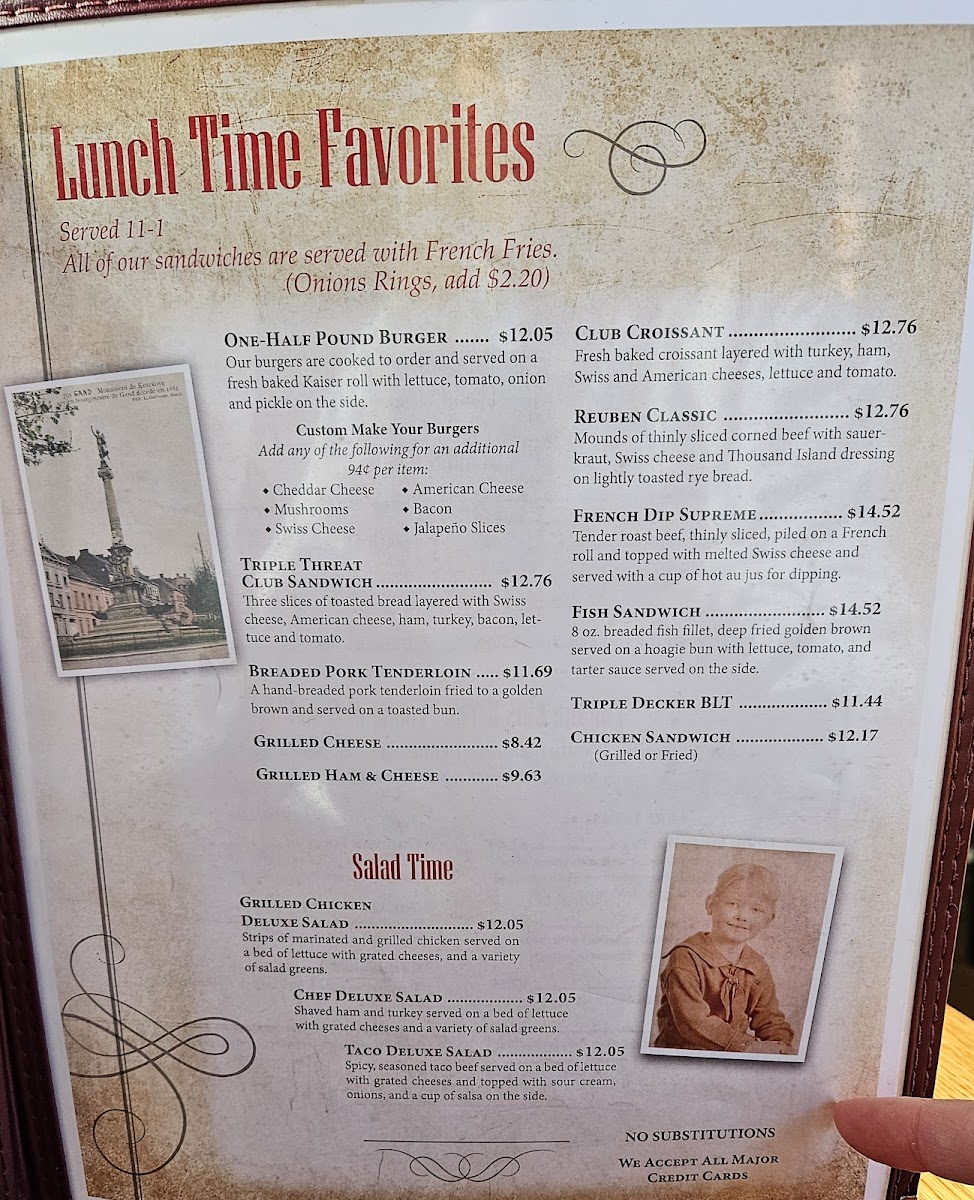 Lunch Time Favorites
Served 11-1
All of our sandwiches are served with French Fries.
(Onions Rings, add $2.20)
One-Half Pound Burger ....... $12.05
Our burgers are cooked to order and served on a
fresh baked Kaiser roll with lettuce, tomato, onion
and pickle on the side.
Custom Make Your Burgers
Add any of the following for an additional
94¢ per item:
⬥ Cheddar Cheese ⬥ American Cheese
⬥ Mushrooms ⬥ Bacon
⬥ Swiss Cheese ⬥ Jalapeño Slices
Triple Threat
Club Sandwich .......................... $12.76
Three slices of toasted bread layered with Swiss
cheese, American cheese, ham, turkey, bacon, let-
tuce and tomato.
Breaded Pork Tenderloin ..... $11.69
A hand-breaded pork tenderloin fried to a golden
brown and served on a toasted bun.
Grilled Cheese ......................... $8.42
Grilled Ham & Cheese ............ $9.63
Club Croissant .......................... $12.76
Fresh baked croissant layered with turkey, ham,
Swiss and American cheeses, lettuce and tomato.
Reuben Classic .......................... $12.76
Mounds of thinly sliced corned beef with sauer-
kraut, Swiss cheese and Thousand Island dressing
on lightly toasted rye bread.
French Dip Supreme ................. $14.52
Tender roast beef, thinly sliced, piled on a French
roll and topped with melted Swiss cheese and
served with a cup of hot au jus for dipping.
Fish Sandwich ......................... $14.52
8 oz. breaded fish fillet, deep fried golden brown
served on a hoagie bun with lettuce, tomato, and
tarter sauce served on the side.
Triple Decker BLT ................... $11.44
Chicken Sandwich ................... $12.17
(Grilled or Fried)
GAND Monument de Kerckove
Salad Time
Grilled Chicken
Deluxe Salad ............................ $12.05
Strips of marinated and grilled chicken served on
a bed of lettuce with grated cheeses, and a variety
of salad greens.
Chef Deluxe Salad .................. $12.05
Shaved ham and turkey served on a bed of lettuce
with grated cheeses and a variety of salad greens.
Taco Deluxe Salad .................. $12.05
Spicy, seasoned taco beef served on a bed of lettuce
with grated cheeses and topped with sour cream,
onions, and a cup of salsa on the side.
NO SUBSTITUTIONS
We Accept All Major
Credit Cards